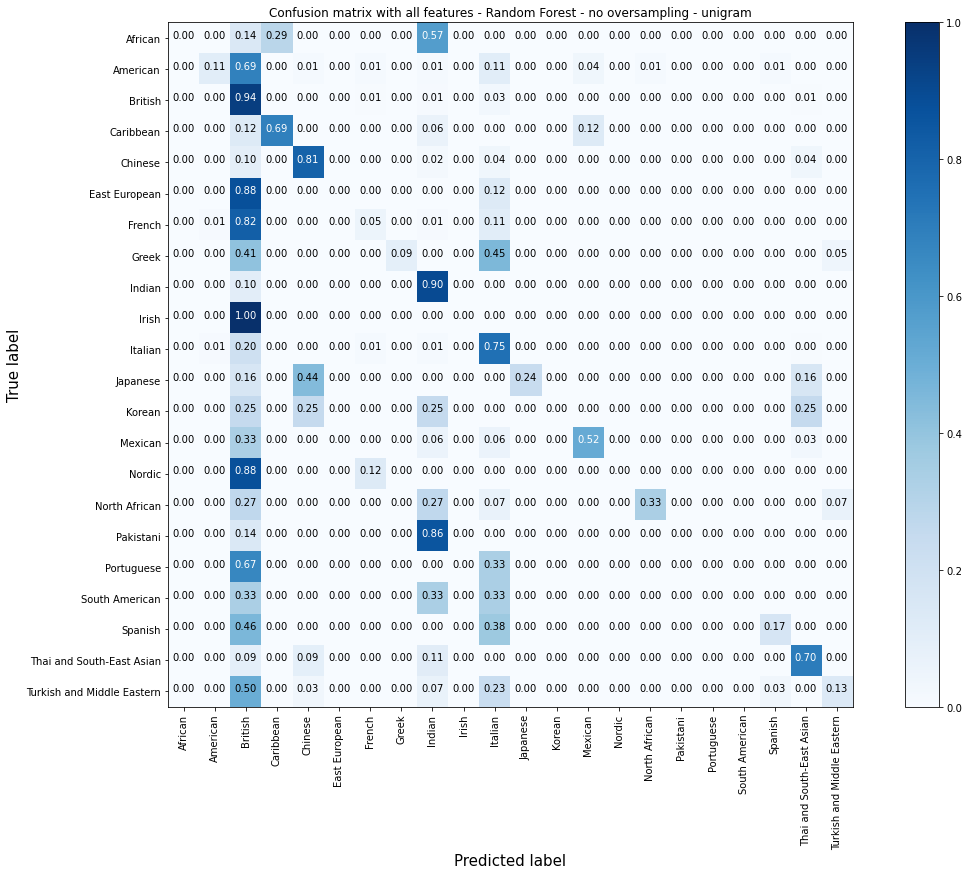 Confusion matrix with all features - Random Forest - no oversampling - unigram
African 0.00 0.00 0.14 0.29 0.00 0.00 0.00 0.00 0.57 0.00 0.00 0.00 0.00 0.00 0.00 0.00 0.00 0.00 0.00 0.00 0.00 0.00
American 0.00 0.11 0.69 0.00 0.01 0.00 0.01 0.00 0.01 0.00 0.11 0.00 0.00 0.04 0.00 0.01 0.00 0.00 0.00 0.01 0.00 0.00
British 0.00 0.00 0.94 0.00 0.00 0.00 0.01 0.00 0.01 0.00 0.03 0.00 0.00 0.00 0.00 0.00 0.00 0.00 0.00 0.00 0.01 0.00
Caribbean 0.00 0.00 0.12 0.69 0.00 0.00 0.00 0.00 0.06 0.00 0.00 0.00 0.00 0.12 0.00 0.00 0.00 0.00 0.00 0.00 0.00 0.00
Chinese 0.00 0.00 0.10 0.00 0.81 0.00 0.00 0.00 0.02 0.00 0.04 0.00 0.00 0.00 0.00 0.00 0.00 0.00 0.00 0.00 0.04 0.00
East European 0.00 0.00 0.88 0.00 0.00 0.00 0.00 0.00 0.00 0.00 0.12 0.00 0.00 0.00 0.00 0.00 0.00 0.00 0.00 0.00 0.00 0.00
French 0.00 0.01 0.82 0.00 0.00 0.00 0.05 0.00 0.01 0.00 0.11 0.00 0.00 0.00 0.00 0.00 0.00 0.00 0.00 0.00 0.00 0.00
Greek 0.00 0.00 0.41 0.00 0.00 0.00 0.00 0.09 0.00 0.00 0.45 0.00 0.00 0.00 0.00 0.00 0.00 0.00 0.00 0.00 0.00 0.05
Indian 0.00 0.00 0.10 0.00 0.00 0.00 0.00 0.00 0.90 0.00 0.00 0.00 0.00 0.00 0.00 0.00 0.00 0.00 0.00 0.00 0.00 0.00
Irish 0.00 0.00 1.00 0.00 0.00 0.00 0.00 0.00 0.00 0.00 0.00 0.00 0.00 0.00 0.00 0.00 0.00 0.00 0.00 0.00 0.00 0.00
Italian 0.00 0.01 0.20 0.00 0.00 0.00 0.01 0.00 0.01 0.00 0.75 0.00 0.00 0.00 0.00 0.00 0.00 0.00 0.00 0.00 0.00 0.00
Japanese 0.00 0.00 0.16 0.00 0.44 0.00 0.00 0.00 0.00 0.00 0.00 0.24 0.00 0.00 0.00 0.00 0.00 0.00 0.00 0.00 0.16 0.00
Korean 0.00 0.00 0.25 0.00 0.25 0.00 0.00 0.00 0.25 0.00 0.00 0.00 0.00 0.00 0.00 0.00 0.00 0.00 0.00 0.00 0.25 0.00
Mexican 0.00 0.00 0.33 0.00 0.00 0.00 0.00 0.00 0.06 0.00 0.06 0.00 0.00 0.52 0.00 0.00 0.00 0.00 0.00 0.00 0.03 0.00
Nordic 0.00 0.00 0.88 0.00 0.00 0.00 0.12 0.00 0.00 0.00 0.00 0.00 0.00 0.00 0.00 0.00 0.00 0.00 0.00 0.00 0.00 0.00
North African 0.00 0.00 0.27 0.00 0.00 0.00 0.00 0.00 0.27 0.00 0.07 0.00 0.00 0.00 0.00 0.33 0.00 0.00 0.00 0.00 0.00 0.07
Pakistani 0.00 0.00 0.14 0.00 0.00 0.00 0.00 0.00 0.86 0.00 0.00 0.00 0.00 0.00 0.00 0.00 0.00 0.00 0.00 0.00 0.00 0.00
Portuguese 0.00 0.00 0.67 0.00 0.00 0.00 0.00 0.00 0.00 0.00 0.33 0.00 0.00 0.00 0.00 0.00 0.00 0.00 0.00 0.00 0.00 0.00
South American 0.00 0.00 0.33 0.00 0.00 0.00 0.00 0.00 0.33 0.00 0.33 0.00 0.00 0.00 0.00 0.00 0.00 0.00 0.00 0.00 0.00 0.00
Spanish 0.00 0.00 0.46 0.00 0.00 0.00 0.00 0.00 0.00 0.00 0.38 0.00 0.00 0.00 0.00 0.00 0.00 0.00 0.00 0.17 0.00 0.00
Thai and South-East Asian 0.00 0.00 0.09 0.00 0.09 0.00 0.00 0.00 0.11 0.00 0.00 0.00 0.00 0.00 0.00 0.00 0.00 0.00 0.00 0.00 0.70 0.00
Turkish and Middle Eastern 0.00 0.00 0.50 0.00 0.03 0.00 0.00 0.00 0.07 0.00 0.23 0.00 0.00 0.00 0.00 0.00 0.00 0.00 0.00 0.03 0.00 0.13
True label
African
American
British
Caribbean
Chinese
East European
French
Greek
Indian
Irish
Italian
Japanese
Korean
Mexican
Nordic
North African
Pakistani
Portuguese
South American
Spanish
Thai and South-East Asian
Turkish and Middle Eastern
Predicted label
1.0
0.8
0.6
0.4
0.2
0.0